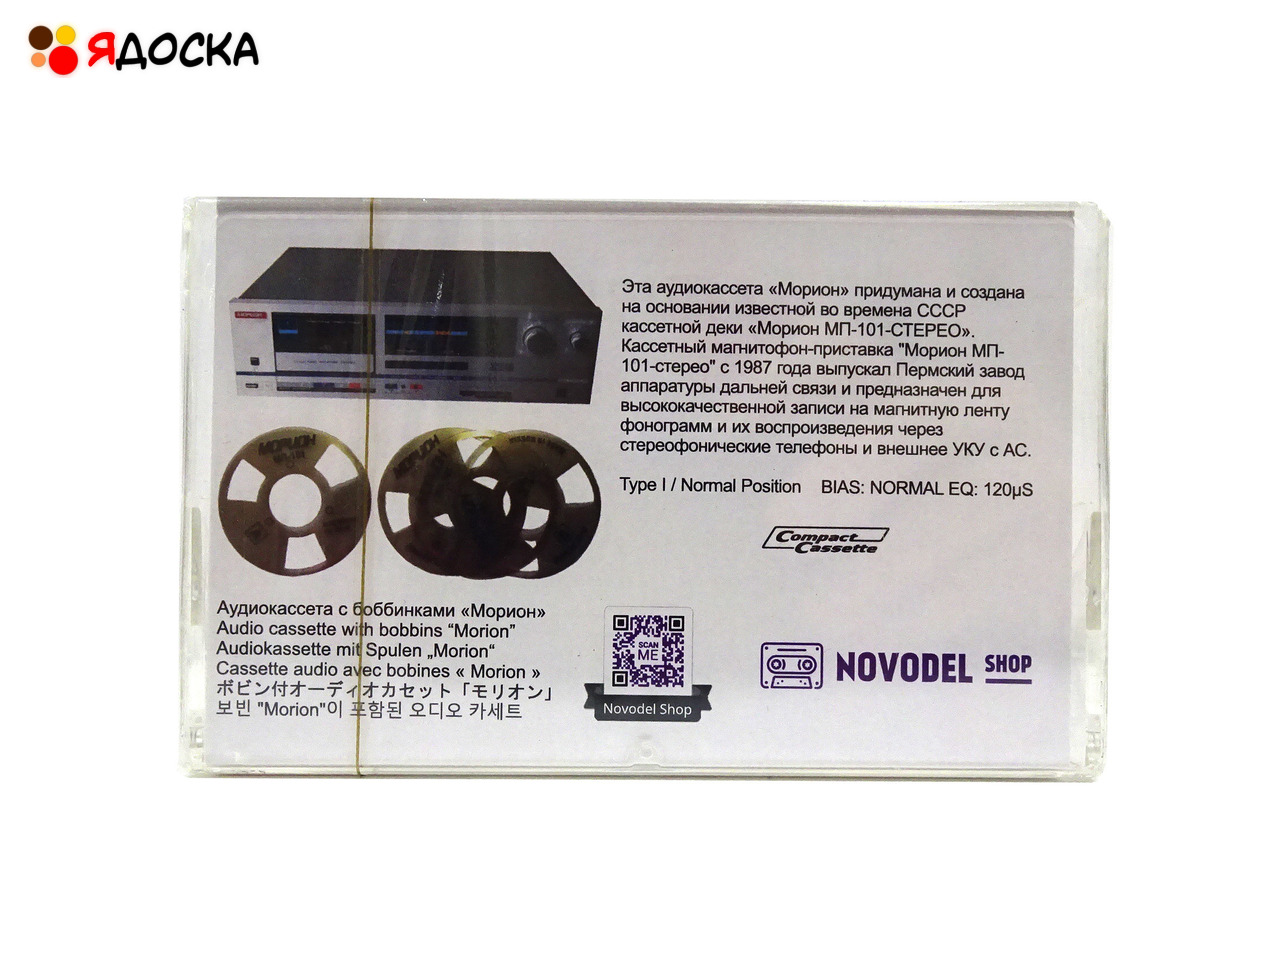 ЯДОСКА
Эта аудиокассета «Морион» придумана и создана
на основании известной во времена СССР
кассетной деки «Морион МП-101-СТЕРЕО».
Кассетный магнитофон-приставка "Морион МП-
101-стерео" с 1987 года выпускал Пермский завод
аппаратуры дальней связи и предназначен для
высококачественной записи на магнитную ленту
фонограмм и их воспроизведения через
стереофонические телефоны и внешнее УКУ с АС.
Type I / Normal Position BIAS: NORMAL EQ: 120µS
Compact
Cassette
МОРИОН
МОРИОН
Аудиокассета с боббинками «Морион»
Audio cassette with bobbins “Morion”
Audiokassette mit Spulen „Morion“
Cassette audio avec bobines « Morion »
ボビン付オーディオカセット「モリオン」
보빈 "Morion"이 포함된 오디오 카세트
SCAN
ME
Novodel Shop
NOVODEL SHOP